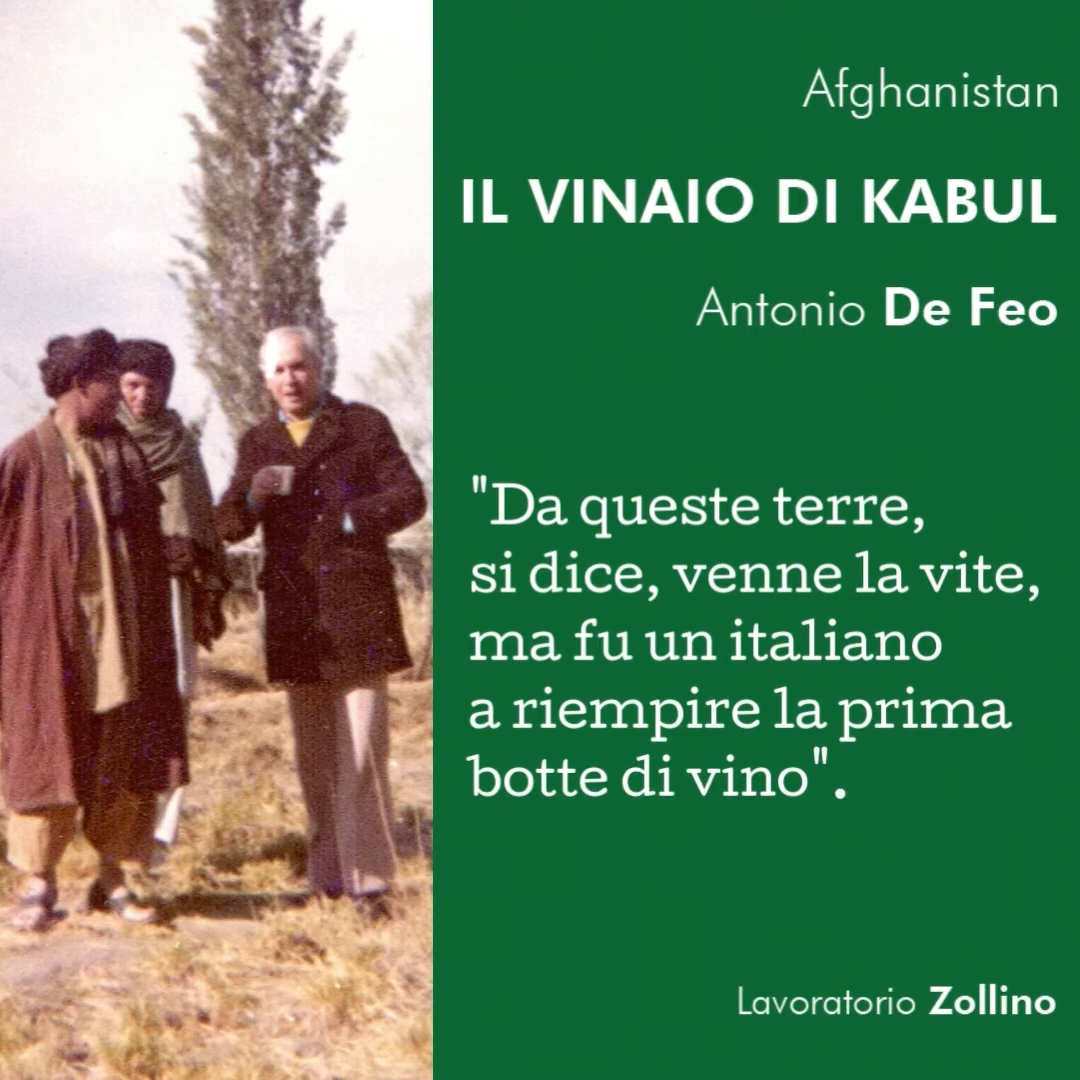 Afghanistan
IL VINAIO DI KABUL
Antonio De Feo
"Da queste terre,
si dice, venne la vite,
ma fu un italiano
a riempire la prima
botte di vino".
Lavoratorio Zollino